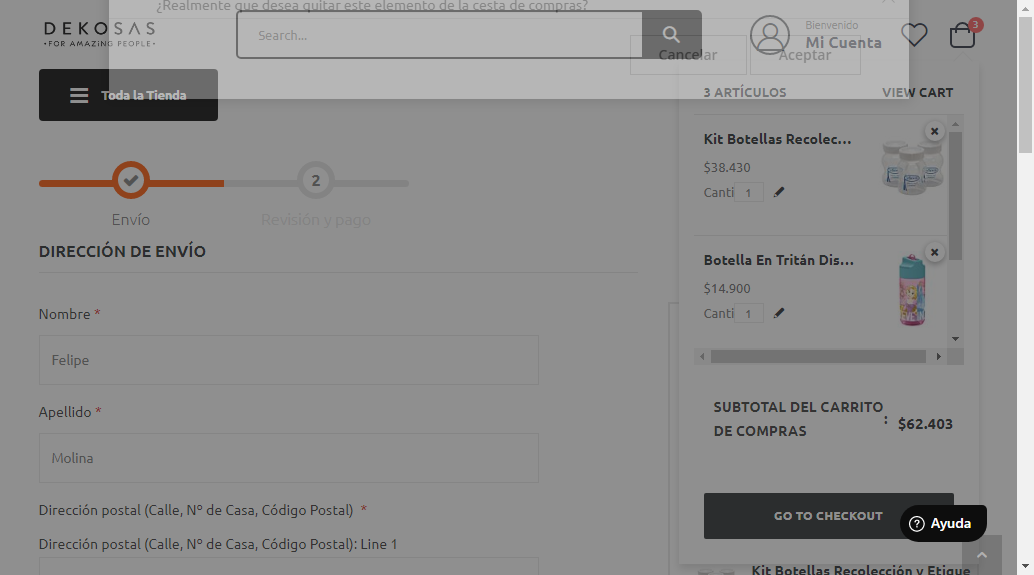 ¿Realmente que desea quitar este elemento de la cesta de compras?
DEKOSAS
•FOR AMAZING PEOPLE•
Search...
Cancelar
Aceptar
Bienvenido
Mi Cuenta
3
Toda la Tienda
3 ARTÍCULOS
VIEW CART
Kit Botellas Recolec...
$38.430
Canti 1
Botella En Tritán Dis...
$14.900
Canti 1
SUBTOTAL DEL CARRITO DE COMPRAS : $62.403
GO TO CHECKOUT
Ayuda
Kit Botellas Recolección y Etique
2
Envío
Revisión y pago
DIRECCIÓN DE ENVÍO
Nombre *
Felipe
Apellido *
Molina
Dirección postal (Calle, Nº de Casa, Código Postal) *
Dirección postal (Calle, Nº de Casa, Código Postal): Line 1